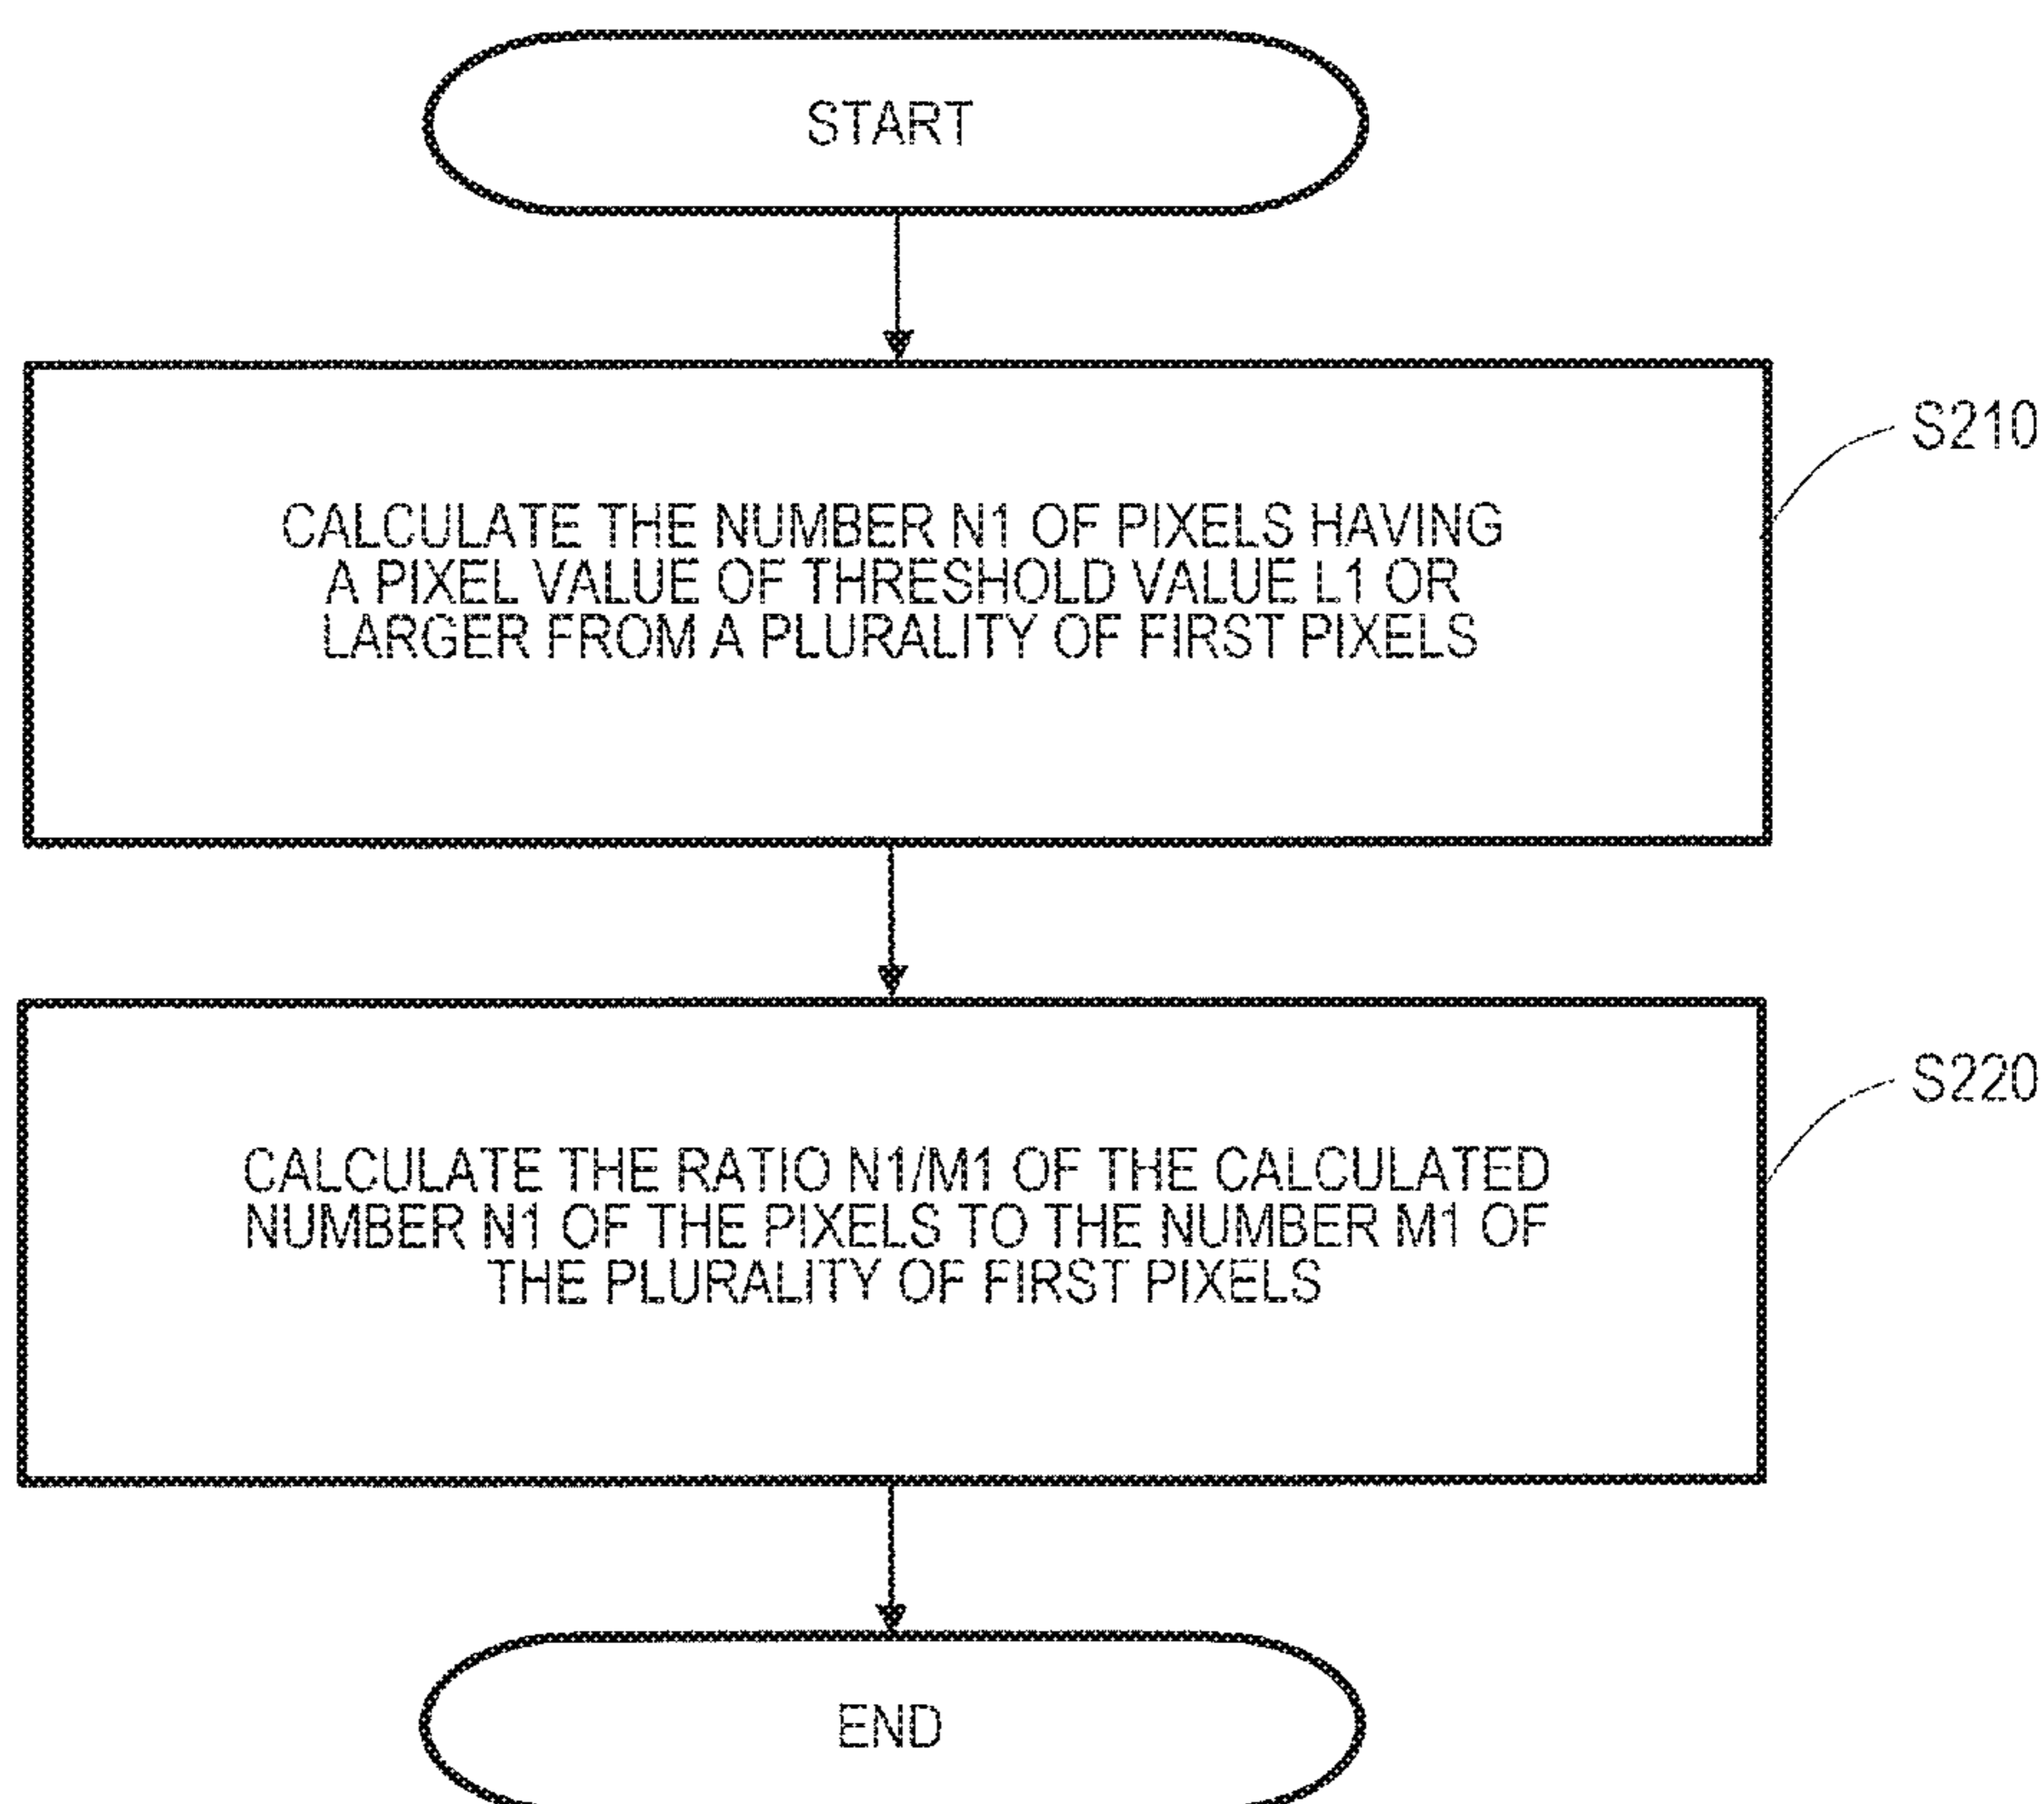 START
S210
CALCULATE THE NUMBER N1 OF PIXELS HAVING
A PIXEL VALUE OF THRESHOLD VALUE L1 OR
LARGER FROM A PLURALITY OF FIRST PIXELS
S220
CALCULATE THE RATIO N1/M1 OF THE CALCULATED
NUMBER N1 OF THE PIXELS TO THE NUMBER M1 OF
THE PLURALITY OF FIRST PIXELS
END